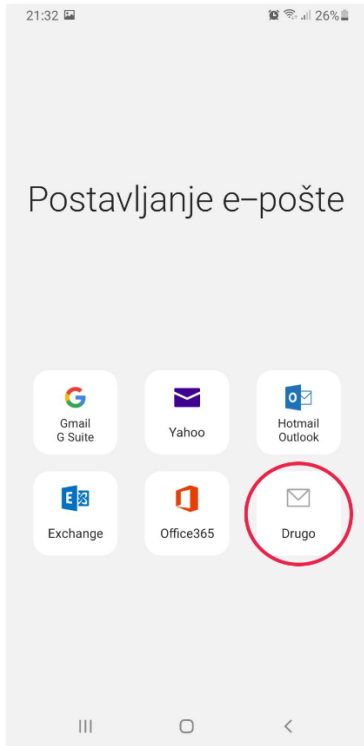 21:32 26%
Postavljanje e-pošte
Gmail
G Suite
Yahoo
Hotmail
Outlook
Exchange
Office365
Drugo